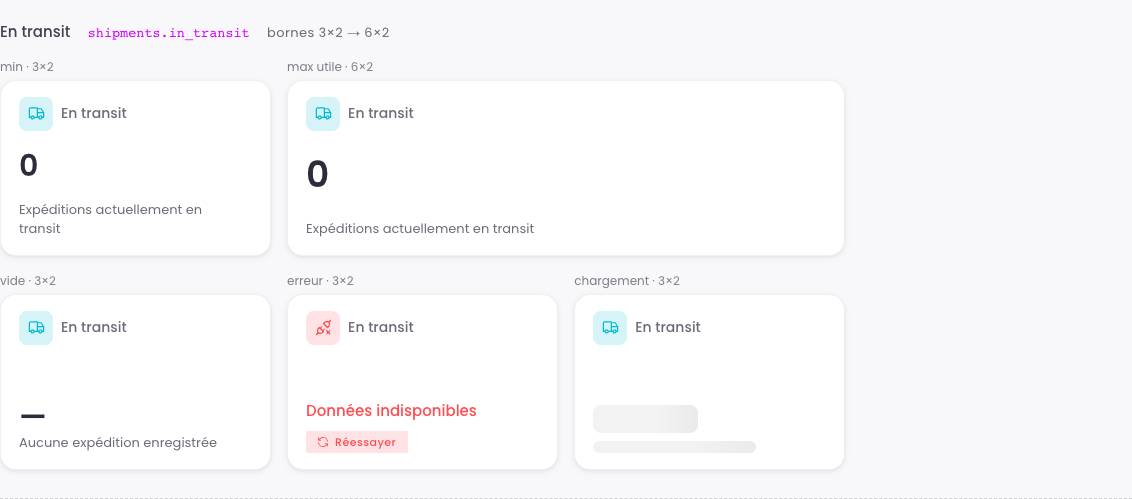 En transit shipments.in_transit bornes 3×2 → 6×2
min · 3×2
max utile · 6×2
En transit
0
Expéditions actuellement en
transit
En transit
0
Expéditions actuellement en transit
vide · 3×2
erreur · 3×2
chargement · 3×2
En transit
—
Aucune expédition enregistrée
En transit
Données indisponibles
Réessayer
En transit